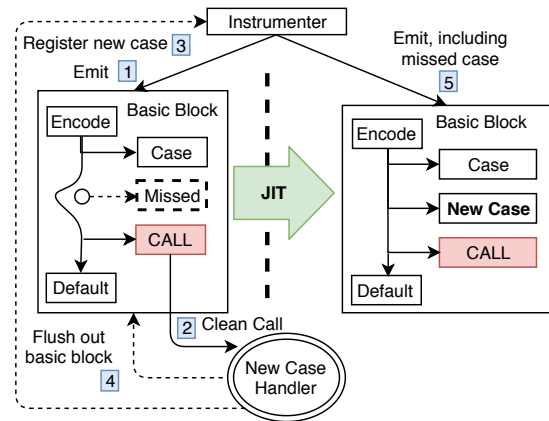 Instrumenter
Register new case 3
Emit 1
Emit, including
missed case
5
Encode
Basic Block
Case
Missed
CALL
Default
JIT
Basic Block
Encode
Case
New Case
CALL
Default
2 Clean Call
Flush out
basic block
4
New Case
Handler